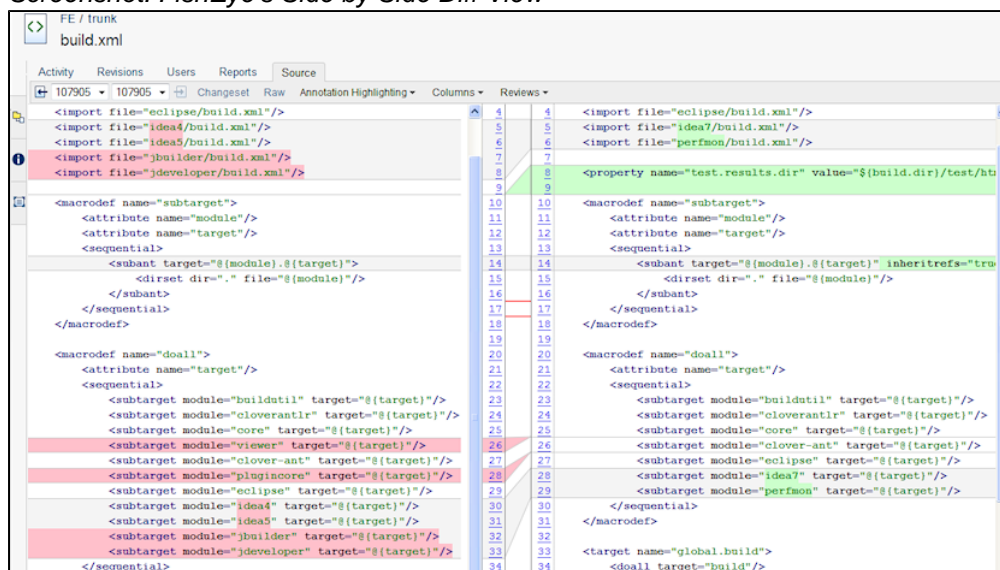 Screenshot: FishEye's Side by Side Diff View
FE / trunk
build.xml
Activity Revisions Users Reports Source
107905 107905 Changeset Raw Annotation Highlighting Columns Reviews
<import file="eclipse/build.xml"/> 4 4 <import file="eclipse/build.xml"/>
<import file="idea4/build.xml"/> 5 5 <import file="idea7/build.xml"/>
<import file="idea5/build.xml"/> 6 6 <import file="perfmon/build.xml"/>
<import file="jbuilder/build.xml"/> 7 7
<import file="jdeveloper/build.xml"/> 8 8 <property name="test.results.dir" value="${build.dir}/test/
9 9
<macrodef name="subtarget"> 10 10 <macrodef name="subtarget">
<attribute name="module"/> 11 11 <attribute name="module"/>
<attribute name="target"/> 12 12 <attribute name="target"/>
<sequential> 13 13 <sequential>
<subant target="@{module}.@{target}"> 14 14 <subant target="@{module}.@{target}" inheritrefs="true
<dirset dir="." file="@{module}"/> 15 15 <dirset dir="." file="@{module}"/>
</subant> 16 16 </subant>
</sequential> 17 17 </sequential>
</macrodef> 18 18 </macrodef>
19 19
<macrodef name="doall"> 20 20 <macrodef name="doall">
<attribute name="target"/> 21 21 <attribute name="target"/>
<sequential> 22 22 <sequential>
<subtarget module="buildutil" target="@{target}"/> 23 23 <subtarget module="buildutil" target="@{target}"/>
<subtarget module="cloverantlr" target="@{target}"/> 24 24 <subtarget module="cloverantlr" target="@{target}"/>
<subtarget module="core" target="@{target}"/> 25 25 <subtarget module="core" target="@{target}"/>
<subtarget module="viewer" target="@{target}"/> 26 26 <subtarget module="clover-ant" target="@{target}"/>
<subtarget module="clover-ant" target="@{target}"/> 27 27 <subtarget module="eclipse" target="@{target}"/>
<subtarget module="plugincore" target="@{target}"/> 28 28 <subtarget module="idea7" target="@{target}"/>
<subtarget module="eclipse" target="@{target}"/> 29 29 <subtarget module="perfmon" target="@{target}"/>
<subtarget module="idea4" target="@{target}"/> 30 30 </sequential>
<subtarget module="idea5" target="@{target}"/> 31 31 </macrodef>
<subtarget module="jbuilder" target="@{target}"/> 32 32
<subtarget module="jdeveloper" target="@{target}"/> 33 33 <target name="global.build">
</sequential> 34 34 <doall target="build"/>